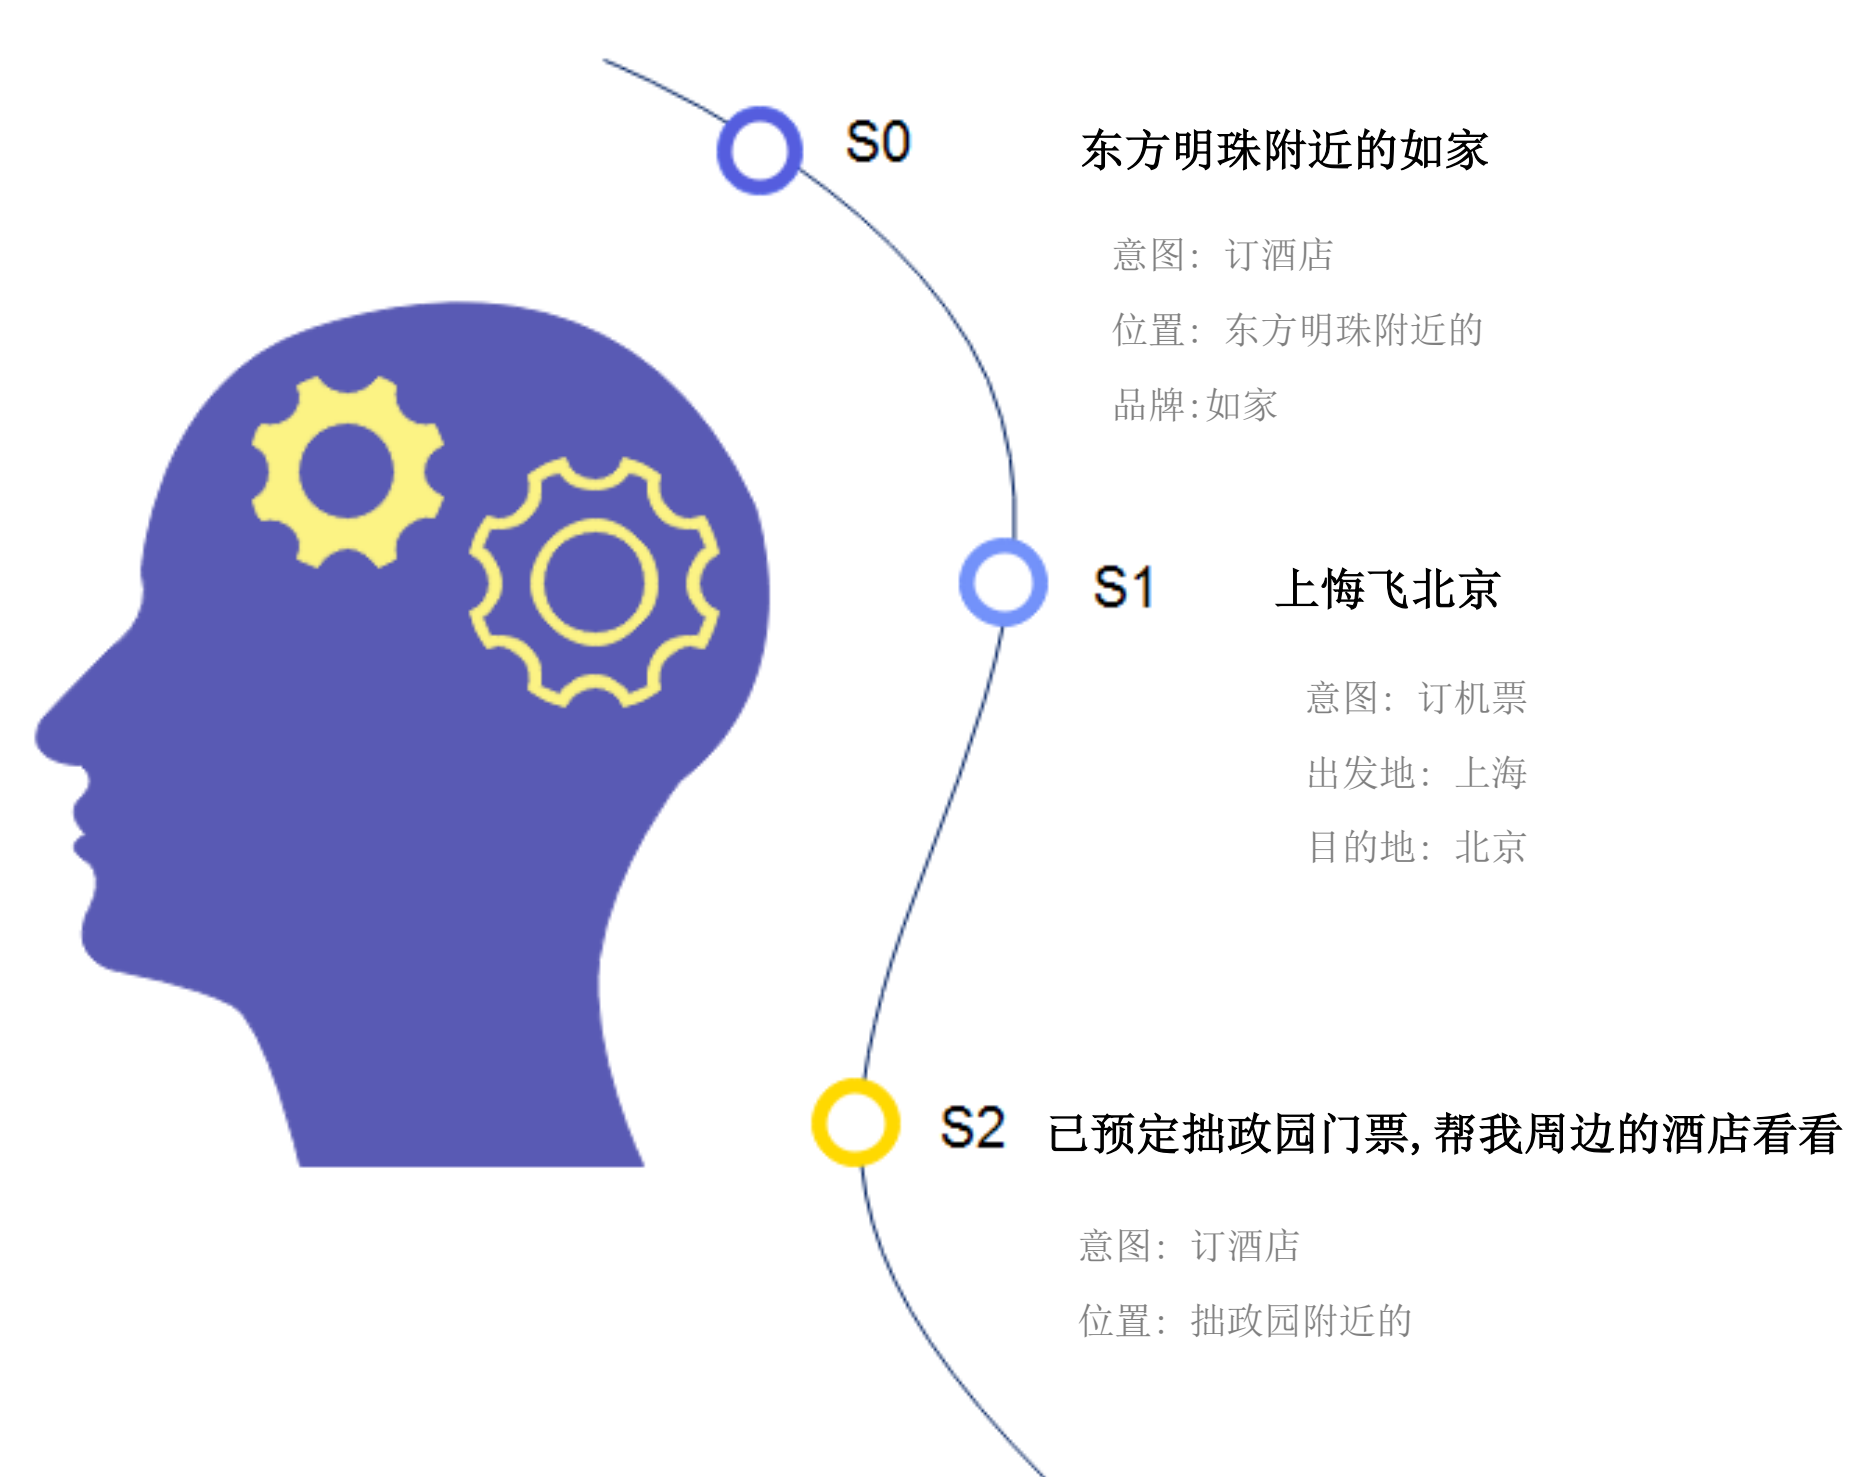 S0 东方明珠附近的如家
意图: 订酒店
位置: 东方明珠附近的
品牌:如家
S1 上悔飞北京
意图: 订机票
出发地: 上海
目的地: 北京
S2 已预定拙政园门票,帮我周边的酒店看看
意图: 订酒店
位置: 拙政园附近的